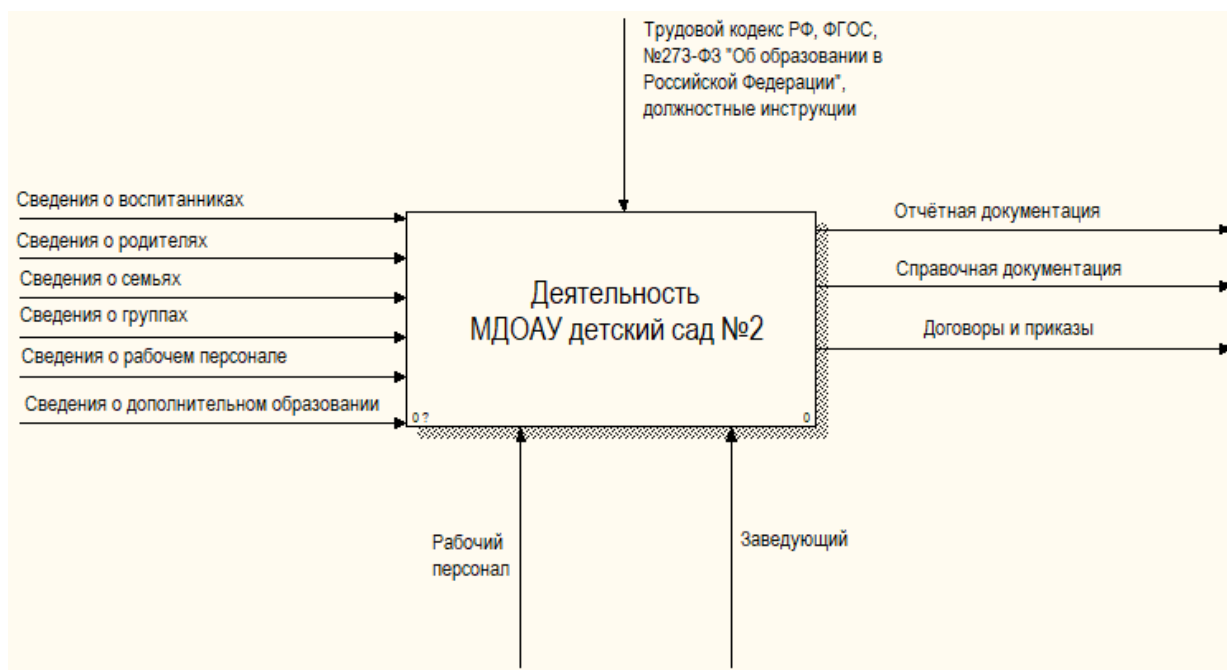 Трудовой кодекс РФ, ФГОС,
№273-ФЗ "Об образовании в
Российской Федерации",
должностные инструкции
Сведения о воспитанниках
Сведения о родителях
Сведения о семьях
Сведения о группах
Сведения о рабочем персонале
Сведения о дополнительном образовании
Деятельность
МДОАУ детский сад №2
0 ?
0
Отчётная документация
Справочная документация
Договоры и приказы
Рабочий
персонал
Заведующий